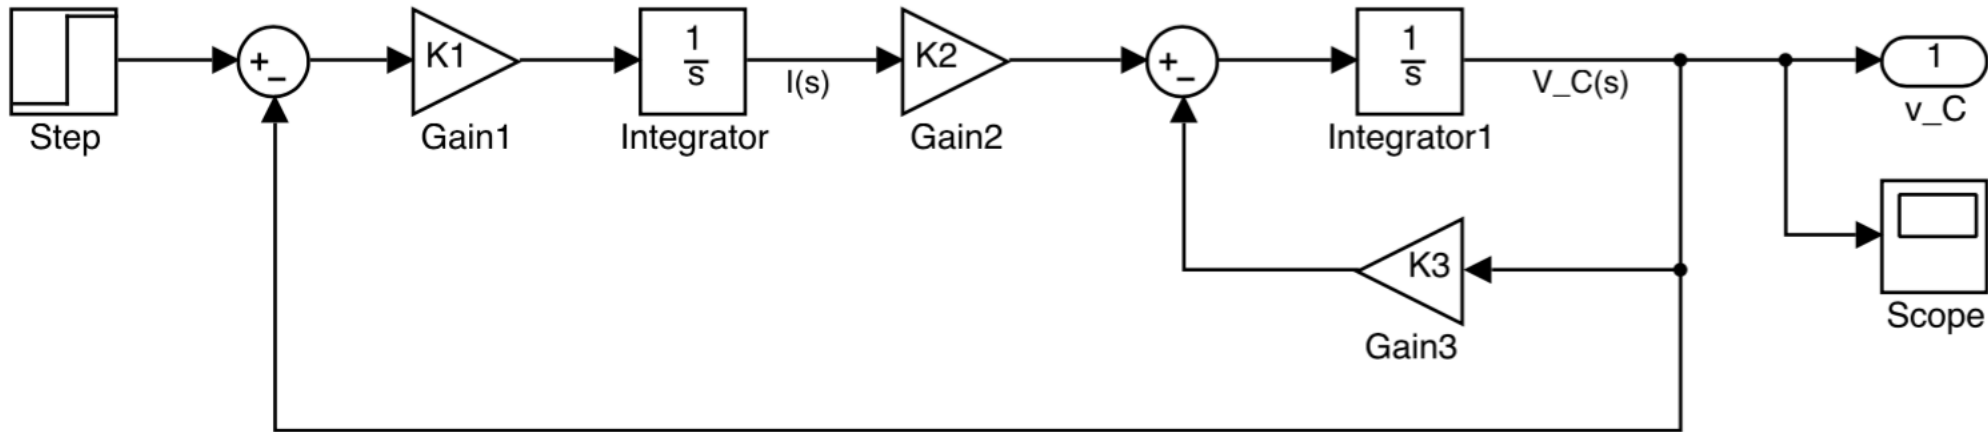 Step
+
−
K1
Gain1
1
s
Integrator
I(s)
K2
Gain2
+
−
1
s
Integrator1
V_C(s)
1
v_C
K3
Gain3
Scope